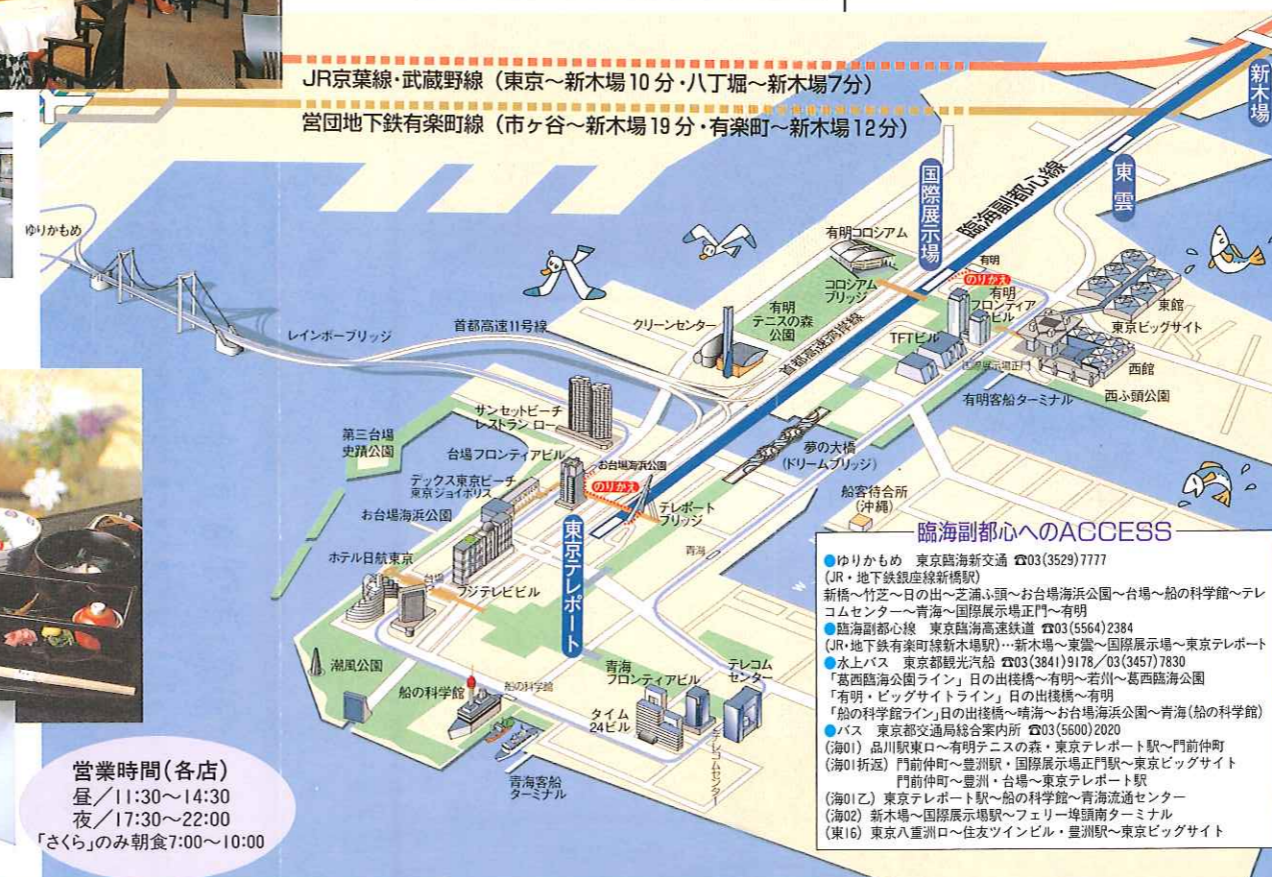 JR京葉線・武蔵野線（東京〜新木場10分・八丁堀〜新木場7分）
営団地下鉄有楽町線（市ヶ谷〜新木場19分・有楽町〜新木場12分）
新木場
東雲
国際展示場
臨海副都心線
ゆりかもめ
レインボーブリッジ
首都高速11号線
クリーンセンター
有明コロシアム
コロシアム
ブリッジ
有明
テニスの森
公園
首都高速湾岸線
有明
のりかえ
有明
フロンティア
ビル
TFTビル
国際展示場正門
東館
東京ビッグサイト
西館
西ふ頭公園
有明客船ターミナル
サンセットビーチ
レストラン ロー
第三台場
史蹟公園
台場フロンティアビル
お台場海浜公園
のりかえ
デックス東京ビーチ
東京ジョイポリス
お台場海浜公園
テレポート
ブリッジ
夢の大橋
(ドリームブリッジ)
船客待合所
(沖縄)
青海
東京テレポート
ホテル日航東京
台場
フジテレビビル
潮風公園
船の科学館
船の科学館
青海
フロンティアビル
テレコム
センター
タイム
24ビル
テレコムセンター
青海客船
ターミナル
臨海副都心へのACCESS
●ゆりかもめ 東京臨海新交通 ☎03(3529)7777
(JR・地下鉄銀座線新橋駅)
新橋〜竹芝〜日の出〜芝浦ふ頭〜お台場海浜公園〜台場〜船の科学館〜テレ
コムセンター〜青海〜国際展示場正門〜有明
●臨海副都心線 東京臨海高速鉄道 ☎03(5564)2384
(JR・地下鉄有楽町線新木場駅)…新木場〜東雲〜国際展示場〜東京テレポート
●水上バス 東京都観光汽船 ☎03(3841)9178／03(3457)7830
「葛西臨海公園ライン」日の出桟橋〜有明〜若州〜葛西臨海公園
「有明・ビッグサイトライン」日の出桟橋〜有明
「船の科学館ライン」日の出桟橋〜晴海〜お台場海浜公園〜青海(船の科学館)
●バス 東京都交通局総合案内所 ☎03(5600)2020
(海01) 品川駅東口〜有明テニスの森・東京テレポート駅〜門前仲町
(海01折返) 門前仲町〜豊洲駅・国際展示場正門駅〜東京ビッグサイト
門前仲町〜豊洲・台場〜東京テレポート駅
(海01乙) 東京テレポート駅〜船の科学館〜青海流通センター
(海02) 新木場〜国際展示場駅〜フェリー埠頭南ターミナル
(東16) 東京八重洲口〜住友ツインビル・豊洲駅〜東京ビッグサイト
営業時間(各店)
昼／11:30〜14:30
夜／17:30〜22:00
「さくら」のみ朝食7:00〜10:00